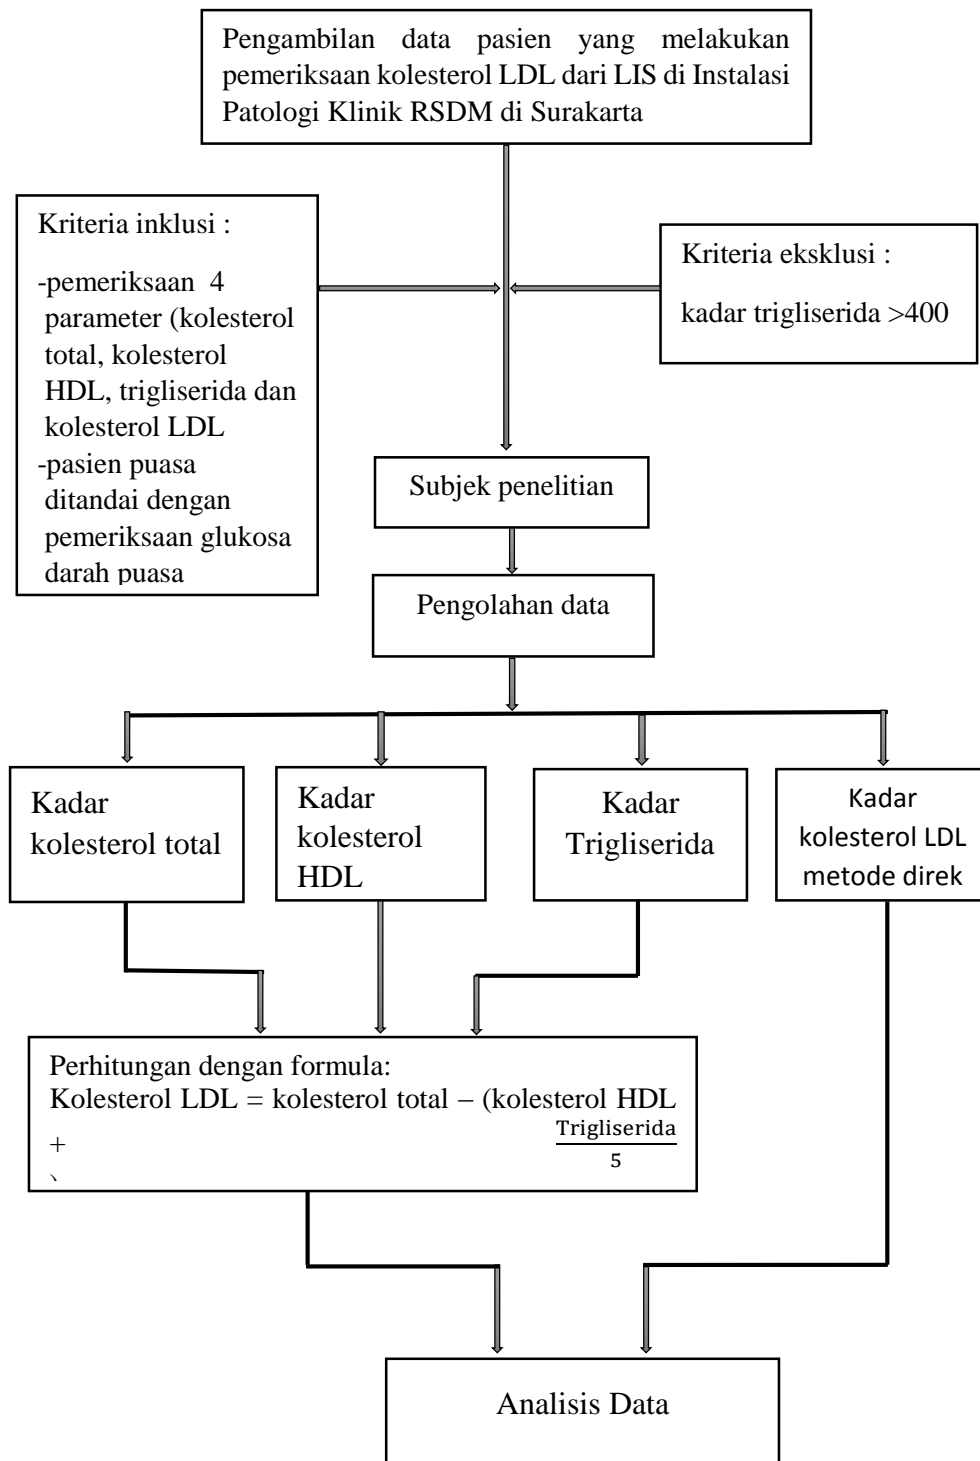 Pengambilan data pasien yang melakukan
pemeriksaan kolesterol LDL dari LIS di Instalasi
Patologi Klinik RSDM di Surakarta
Kriteria inklusi :
-pemeriksaan 4
parameter (kolesterol
total, kolesterol
HDL, trigliserida dan
kolesterol LDL
-pasien puasa
ditandai dengan
pemeriksaan glukosa
darah puasa
Kriteria eksklusi :
kadar trigliserida >400
Subjek penelitian
Pengolahan data
Kadar
kolesterol total
Kadar
kolesterol
HDL
Kadar
Trigliserida
Kadar
kolesterol LDL
metode direk
Perhitungan dengan formula:
Kolesterol LDL = kolesterol total – (kolesterol HDL
+ Trigliserida
5
Analisis Data